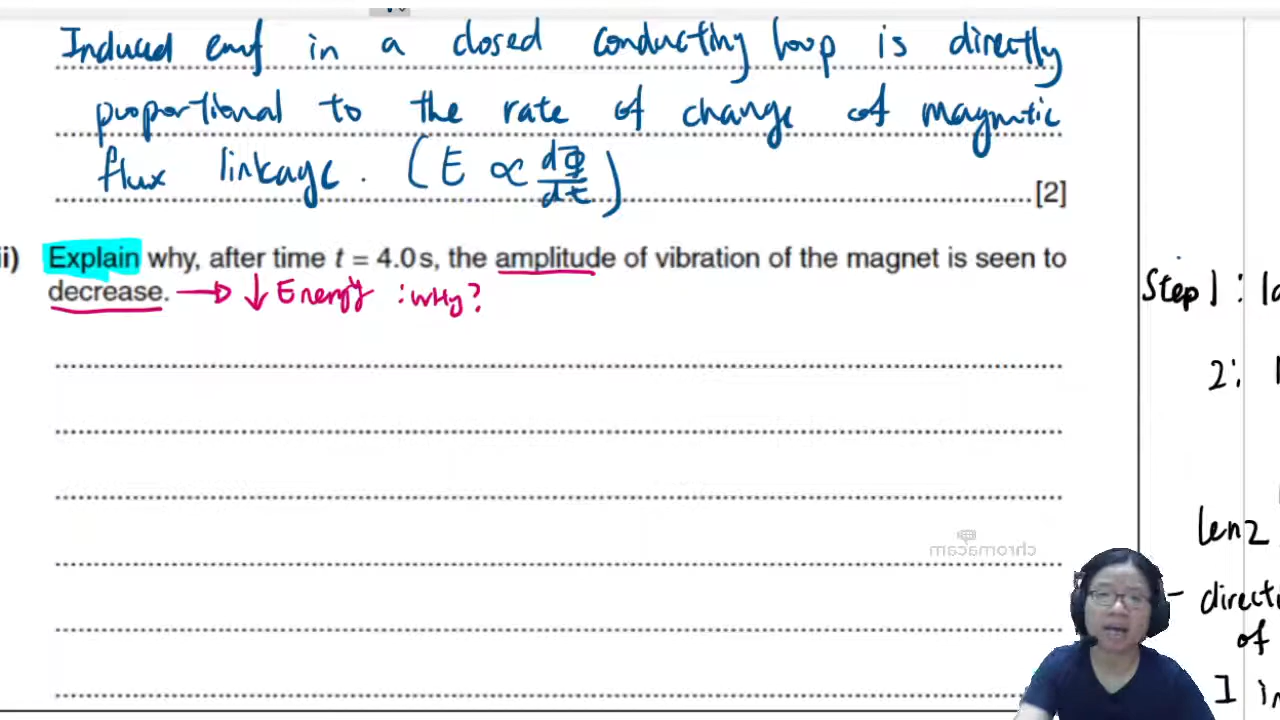 Induced emf in a closed conducting loop is directly
proportional to the rate of change of magnetic
flux linkage. (E ∝ dΦ/dt)
[2]
ii) Explain why, after time t = 4.0 s, the amplitude of vibration of the magnet is seen to
decrease. → ↓ Energy : why?
Step 1 :
2:
chromacam
lenz
- directi
of
I in